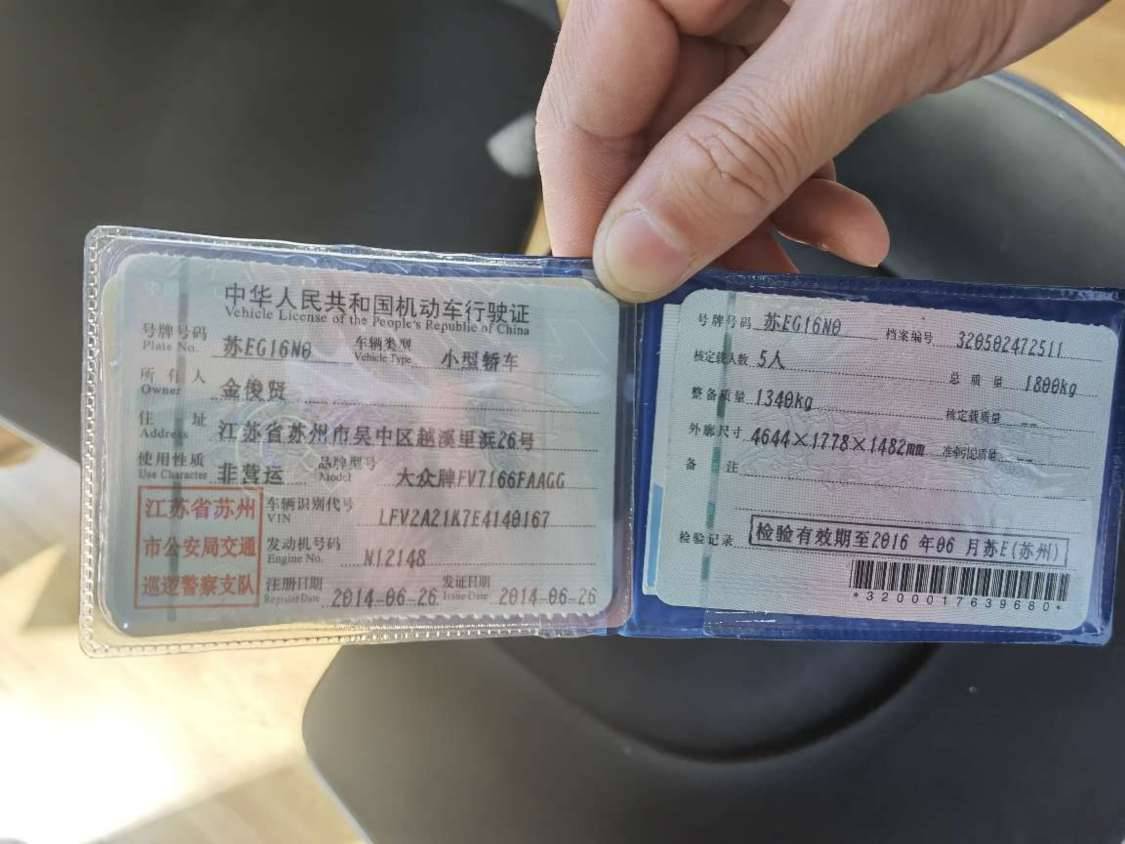 中华人民共和国机动车行驶证
Vehicle License of the People's Republic of China
号牌号码 Plate No. 苏EG16N0 车辆类型 Vehicle Type 小型轿车
所有人 Owner 金俊贤
住址 Address 江苏省苏州市吴中区越溪里浜26号
使用性质 Use Character 非营运 品牌型号 Model 大众牌FV7166FAAGG
江苏省苏州
市公安局交通
巡逻警察支队
车辆识别代号 VIN LFV2A21K7E4140167
发动机号码 Engine No. N12148
注册日期 Register Date 2014-06-26 发证日期 Issue Date 2014-06-26
号牌号码 苏EG16N0 档案编号 320502472511
核定载人数 5人 总质量 1800kg
整备质量 1340kg 核定载质量 --
外廓尺寸 4644×1778×1482mm 准牵引总质量 --
备注
检验记录 检验有效期至2016年06月苏E(苏州)
*3200017639680*